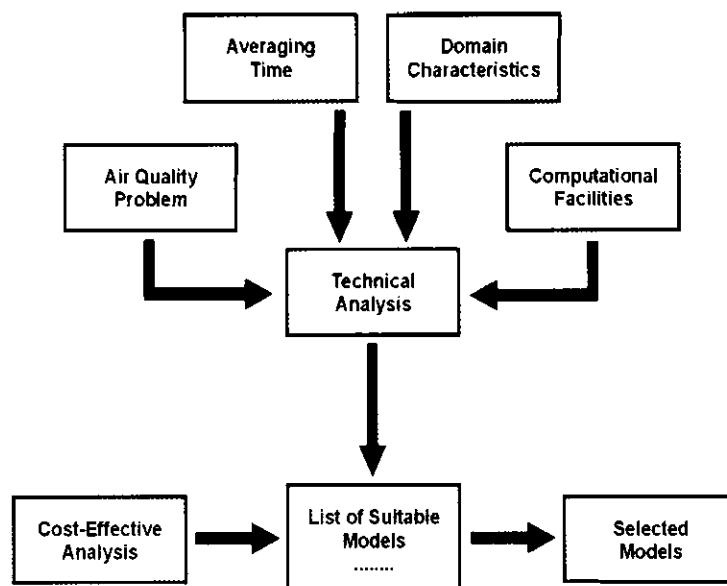 Averaging
Time
Domain
Characteristics
Air Quality
Problem
Computational
Facilities
Technical
Analysis
Cost-Effective
Analysis
List of Suitable
Models
........
Selected
Models